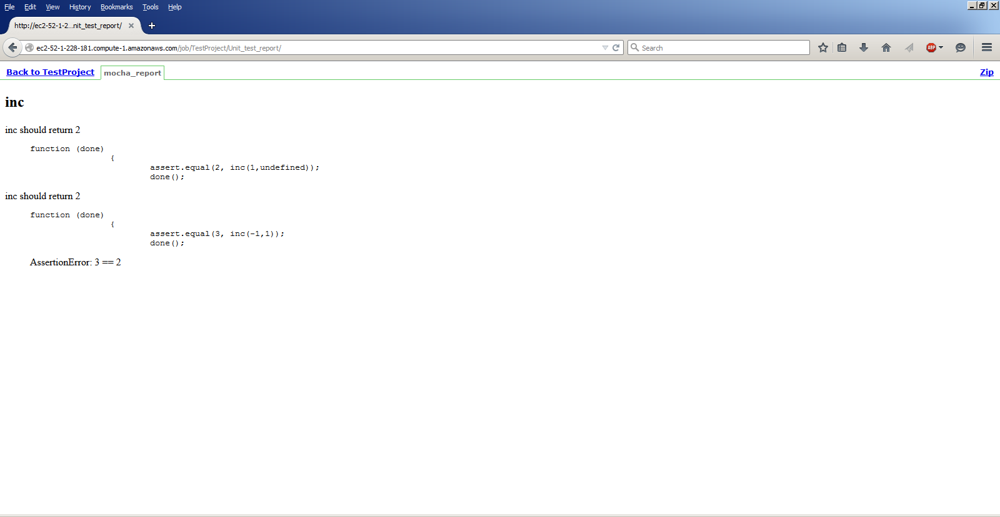 File Edit View History Bookmarks Tools Help
http://ec2-52-1-2...nit_test_report/
ec2-52-1-228-181.compute-1.amazonaws.com/job/TestProject/Unit_test_report/
Search
ABP
Back to TestProject mocha_report Zip
inc
inc should return 2
function (done)
{
assert.equal(2, inc(1,undefined));
done();
inc should return 2
function (done)
{
assert.equal(3, inc(-1,1));
done();
AssertionError: 3 == 2